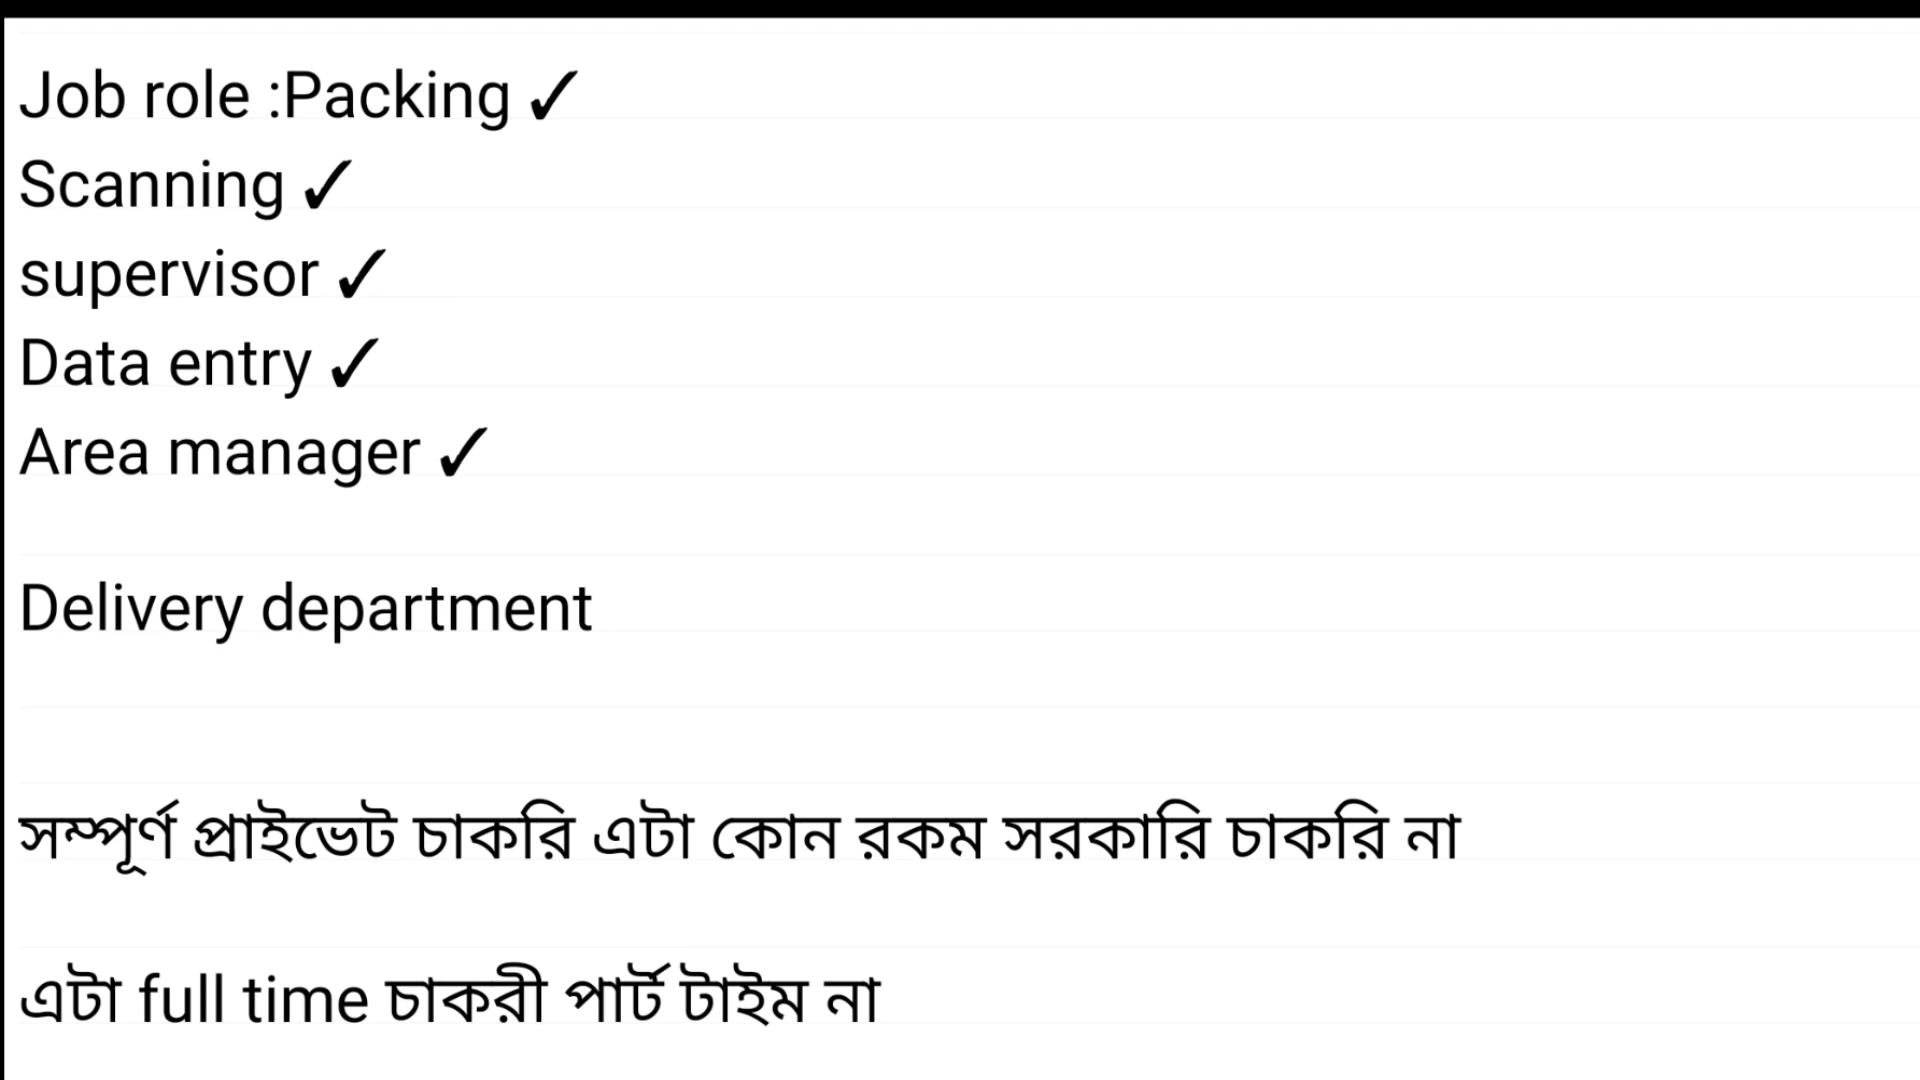 Job role :Packing ✓
Scanning ✓
supervisor ✓
Data entry ✓
Area manager ✓
Delivery department
সম্পূর্ণ প্রাইভেট চাকরি এটা কোন রকম সরকারি চাকরি না
এটা full time চাকরী পার্ট টাইম না